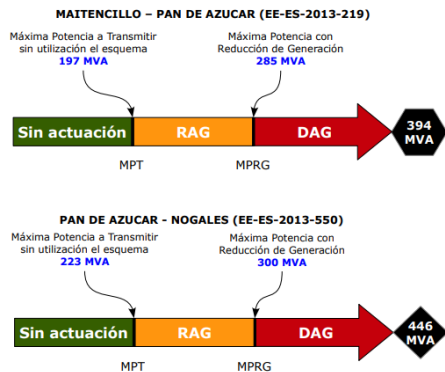 MAITENCILLO – PAN DE AZUCAR (EE-ES-2013-219)
Máxima Potencia a Transmitir
sin utilización el esquema
197 MVA
Máxima Potencia con
Reducción de Generación
285 MVA
Sin actuación
RAG
DAG
394
MVA
MPT
MPRG
PAN DE AZUCAR - NOGALES (EE-ES-2013-550)
Máxima Potencia a Transmitir
sin utilización el esquema
223 MVA
Máxima Potencia con
Reducción de Generación
300 MVA
Sin actuación
RAG
DAG
446
MVA
MPT
MPRG